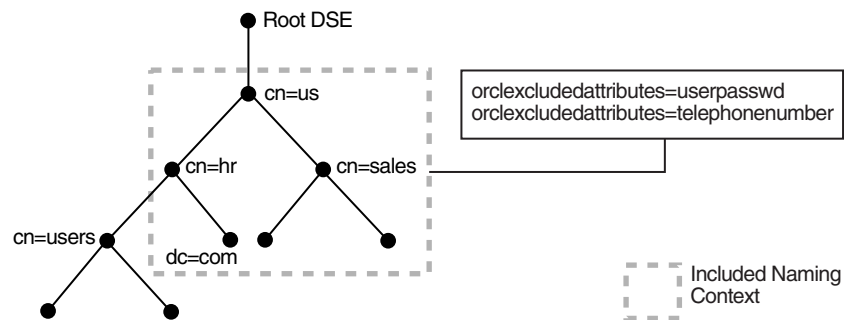 Root DSE
cn=us
orclexcludedattributes=userpasswd
orclexcludedattributes=telephonenumber
cn=hr
cn=sales
cn=users
dc=com
Included Naming
Context